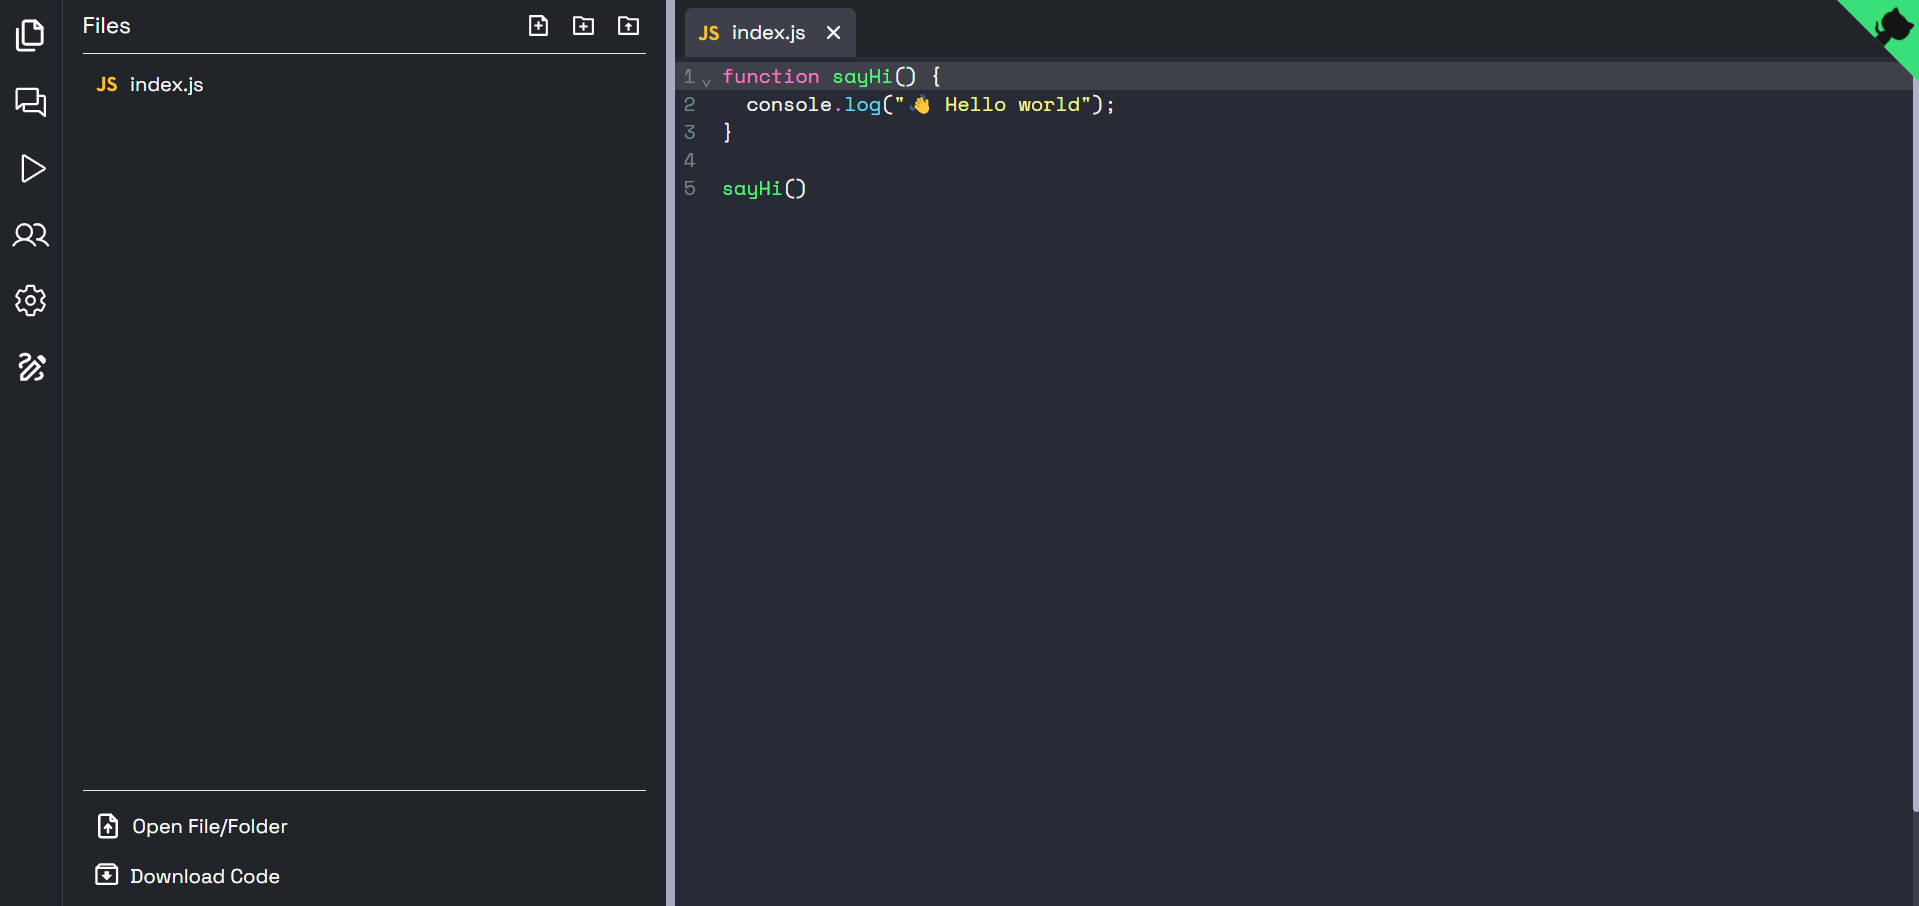 Files
JS index.js
Open File/Folder
Download Code
JS index.js
1 function sayHi() {
2   console.log("👋 Hello world");
3 }
4
5 sayHi()